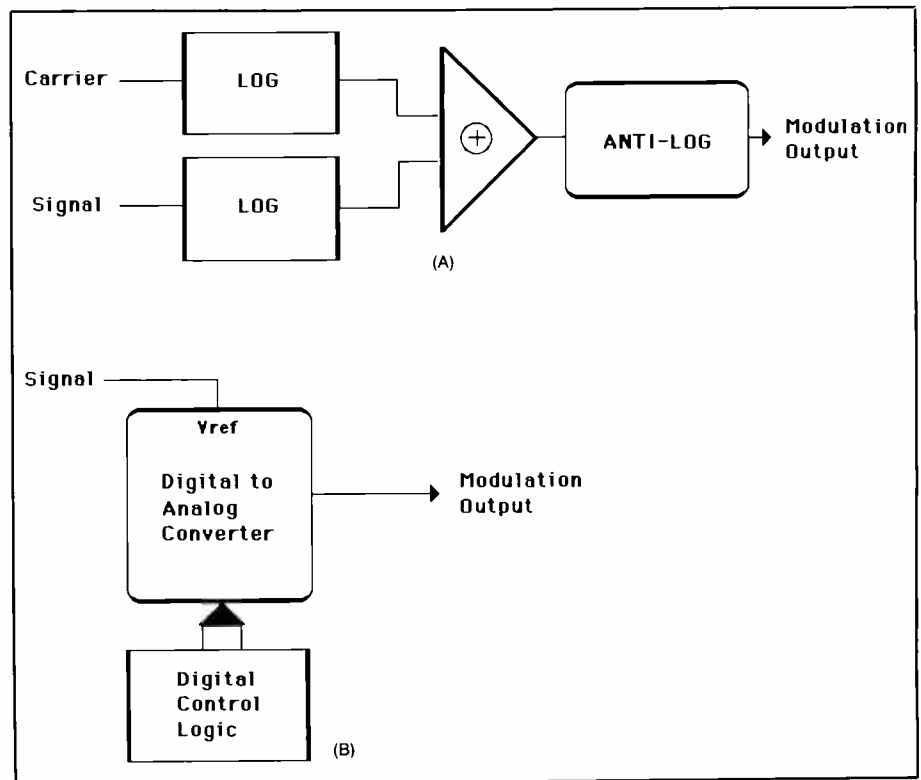 Carrier
LOG
+
ANTI-LOG
Modulation
Output
Signal
LOG
(A)
Signal
Vref
Digital to
Analog
Converter
Modulation
Output
Digital
Control
Logic
(B)